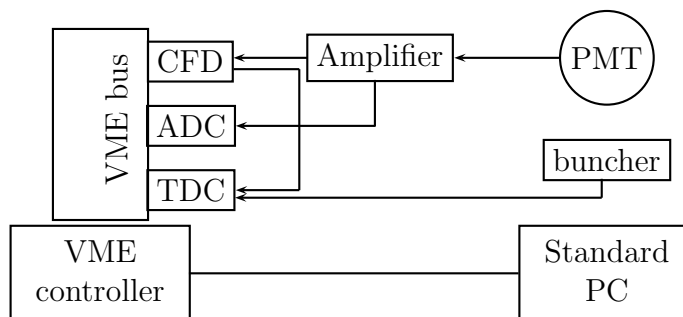 VME bus
CFD
Amplifier
PMT
ADC
TDC
buncher
VME
controller
Standard
PC